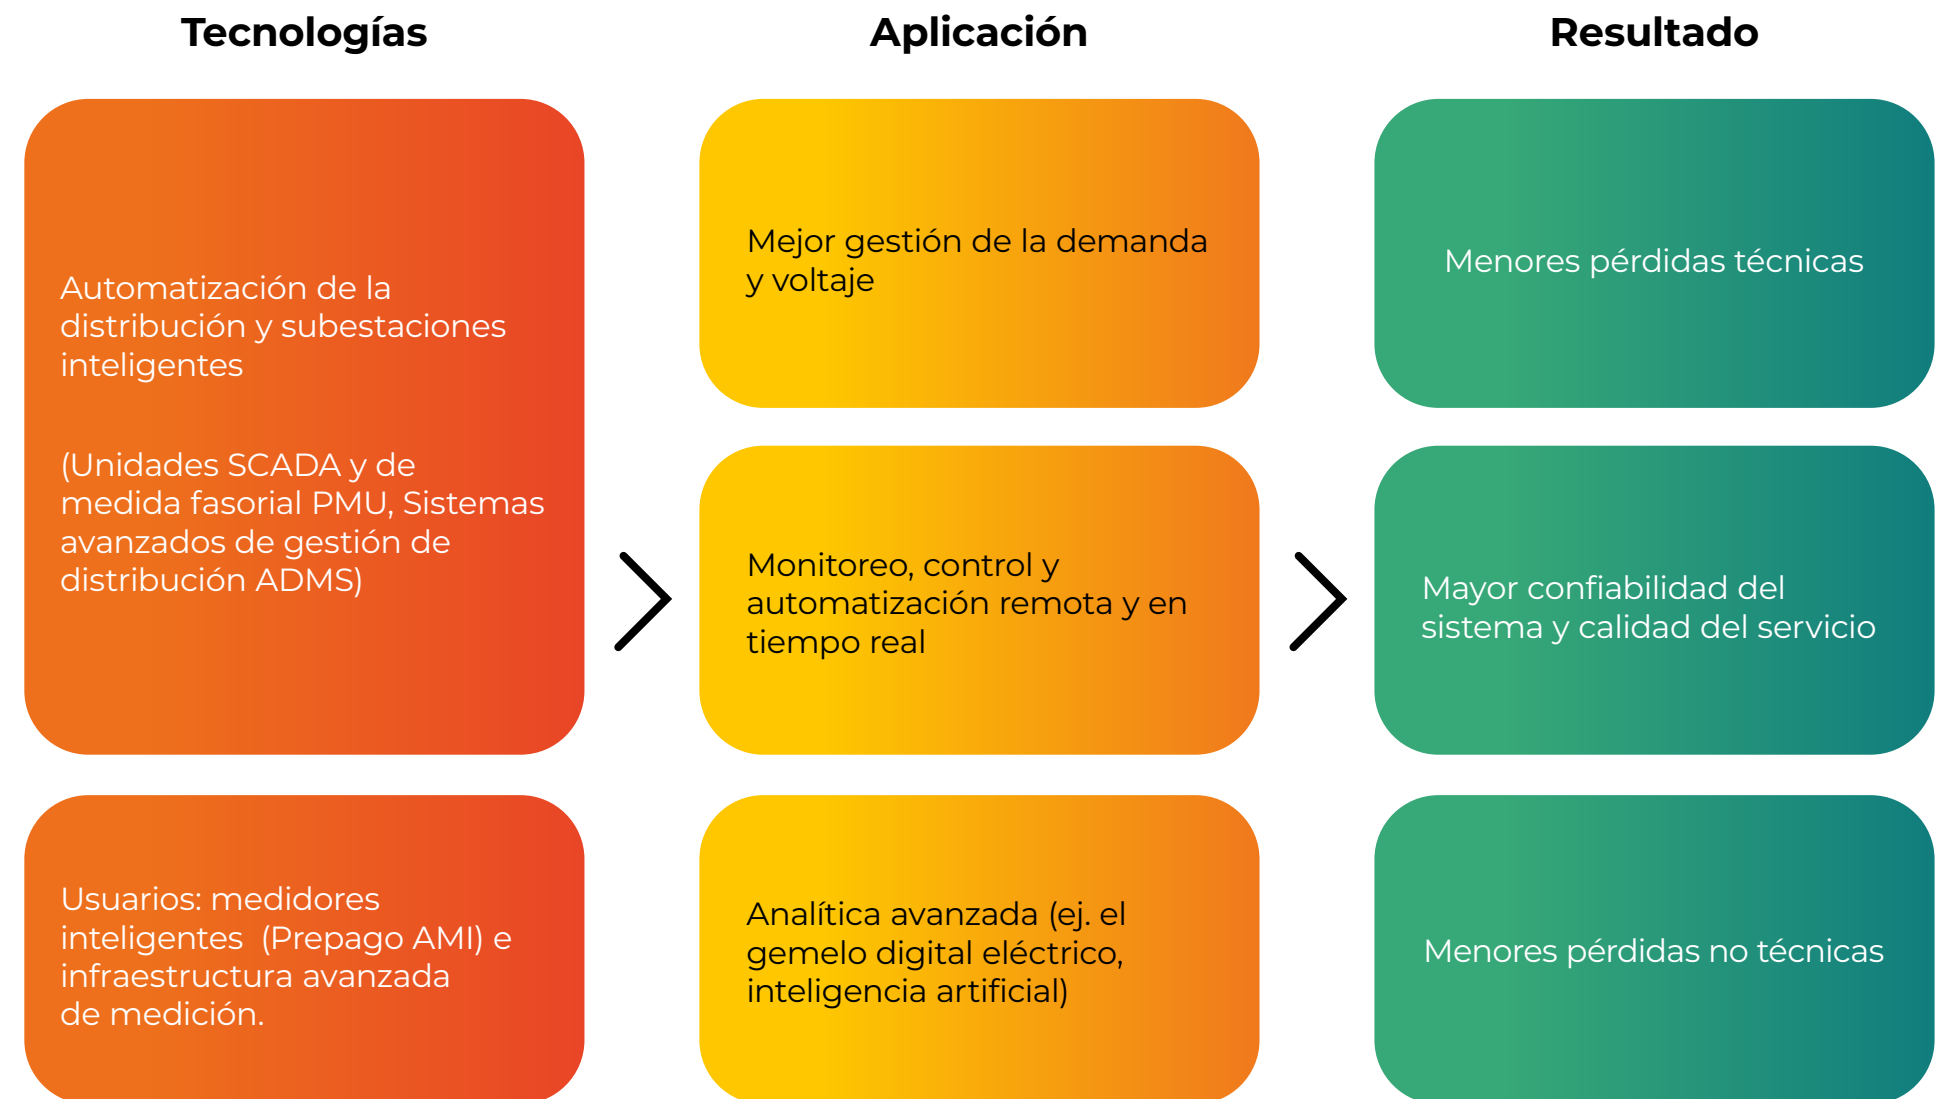 Tecnologías
Automatización de la
distribución y subestaciones
inteligentes
(Unidades SCADA y de
medida fasorial PMU, Sistemas
avanzados de gestión de
distribución ADMS)
Usuarios: medidores
inteligentes  (Prepago AMI) e
infraestructura avanzada
de medición.
Aplicación
Mejor gestión de la demanda
y voltaje
Monitoreo, control y
automatización remota y en
tiempo real
Analítica avanzada (ej. el
gemelo digital eléctrico,
inteligencia artificial)
Resultado
Menores pérdidas técnicas
Mayor confiabilidad del
sistema y calidad del servicio
Menores pérdidas no técnicas